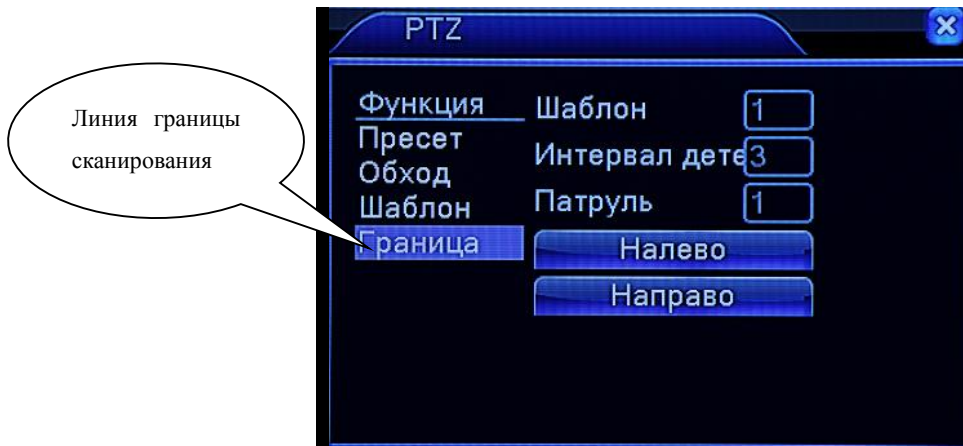 PTZ
Линия границы
сканирования
Функция
Пресет
Обход
Шаблон
Граница
Шаблон 1
Интервал дете 3
Патруль 1
Налево
Направо